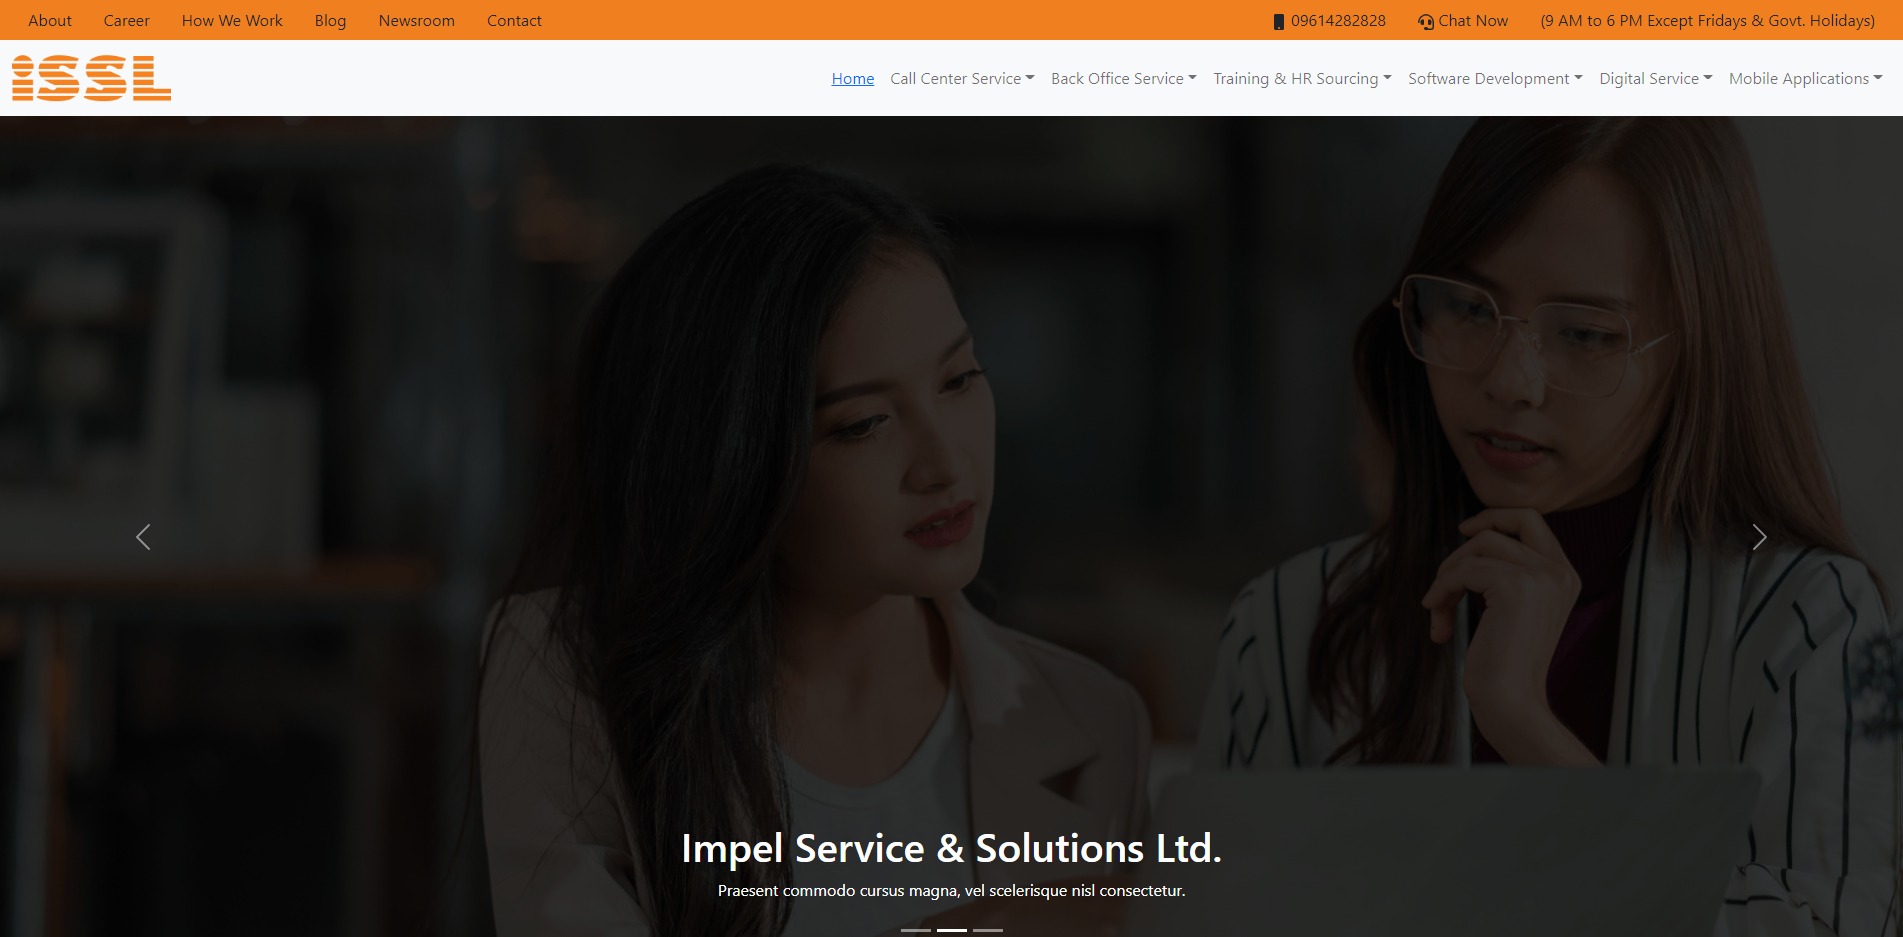 About Career How We Work Blog Newsroom Contact 09614282828 Chat Now (9 AM to 6 PM Except Fridays & Govt. Holidays)
ISSL Home Call Center Service Back Office Service Training & HR Sourcing Software Development Digital Service Mobile Applications
Impel Service & Solutions Ltd.
Praesent commodo cursus magna, vel scelerisque nisl consectetur.